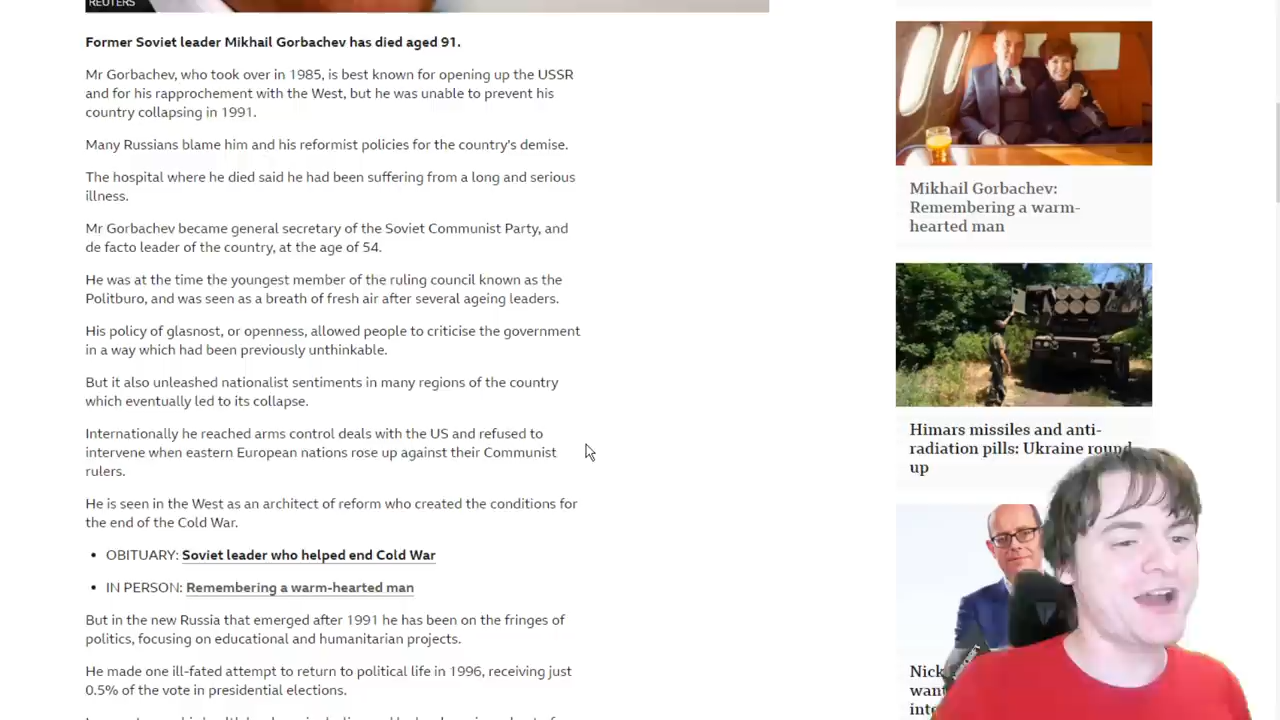 REUTERS
Former Soviet leader Mikhail Gorbachev has died aged 91.
Mr Gorbachev, who took over in 1985, is best known for opening up the USSR
and for his rapprochement with the West, but he was unable to prevent his
country collapsing in 1991.
Many Russians blame him and his reformist policies for the country's demise.
The hospital where he died said he had been suffering from a long and serious
illness.
Mr Gorbachev became general secretary of the Soviet Communist Party, and
de facto leader of the country, at the age of 54.
He was at the time the youngest member of the ruling council known as the
Politburo, and was seen as a breath of fresh air after several ageing leaders.
His policy of glasnost, or openness, allowed people to criticise the government
in a way which had been previously unthinkable.
But it also unleashed nationalist sentiments in many regions of the country
which eventually led to its collapse.
Internationally he reached arms control deals with the US and refused to
intervene when eastern European nations rose up against their Communist
rulers.
He is seen in the West as an architect of reform who created the conditions for
the end of the Cold War.
• OBITUARY: Soviet leader who helped end Cold War
• IN PERSON: Remembering a warm-hearted man
But in the new Russia that emerged after 1991 he has been on the fringes of
politics, focusing on educational and humanitarian projects.
He made one ill-fated attempt to return to political life in 1996, receiving just
0.5% of the vote in presidential elections.
Mikhail Gorbachev:
Remembering a warm-
hearted man
Himars missiles and anti-
radiation pills: Ukraine round
up
Nick
want